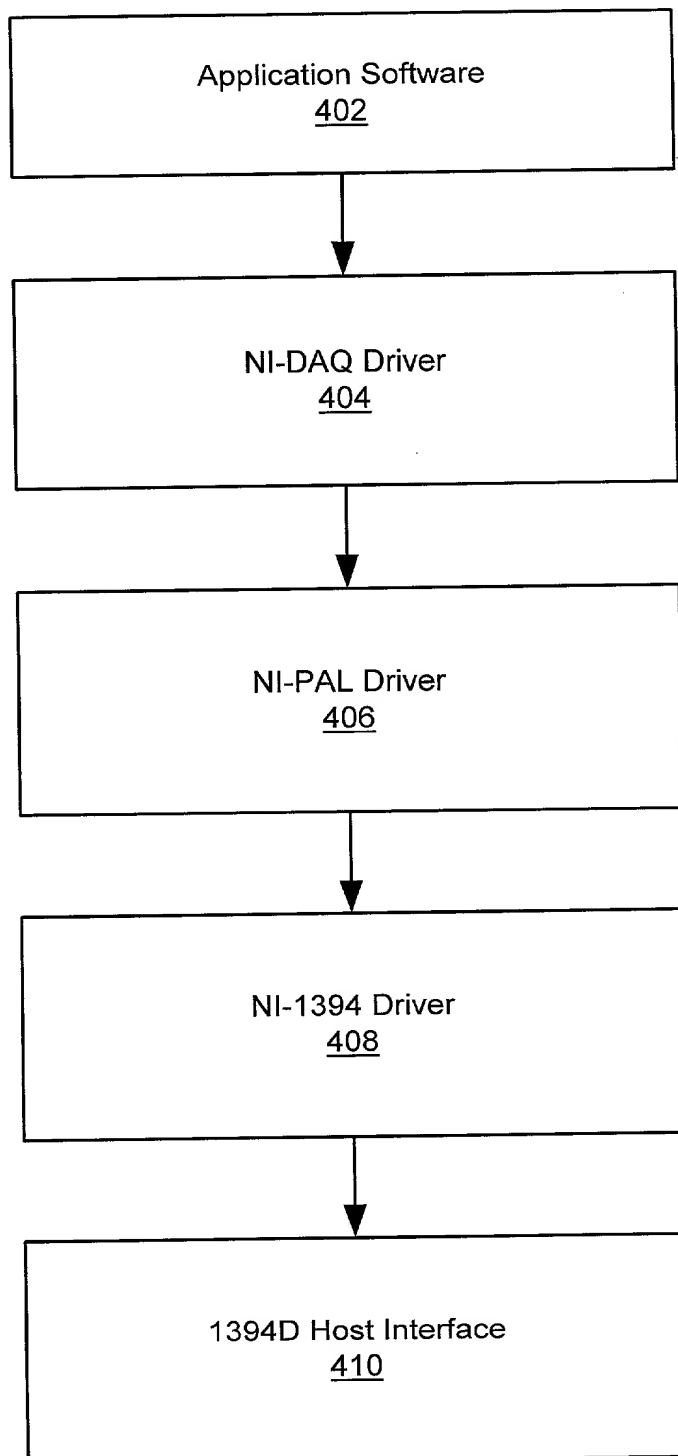 Application Software
402
NI-DAQ Driver
404
NI-PAL Driver
406
NI-1394 Driver
408
1394D Host Interface
410